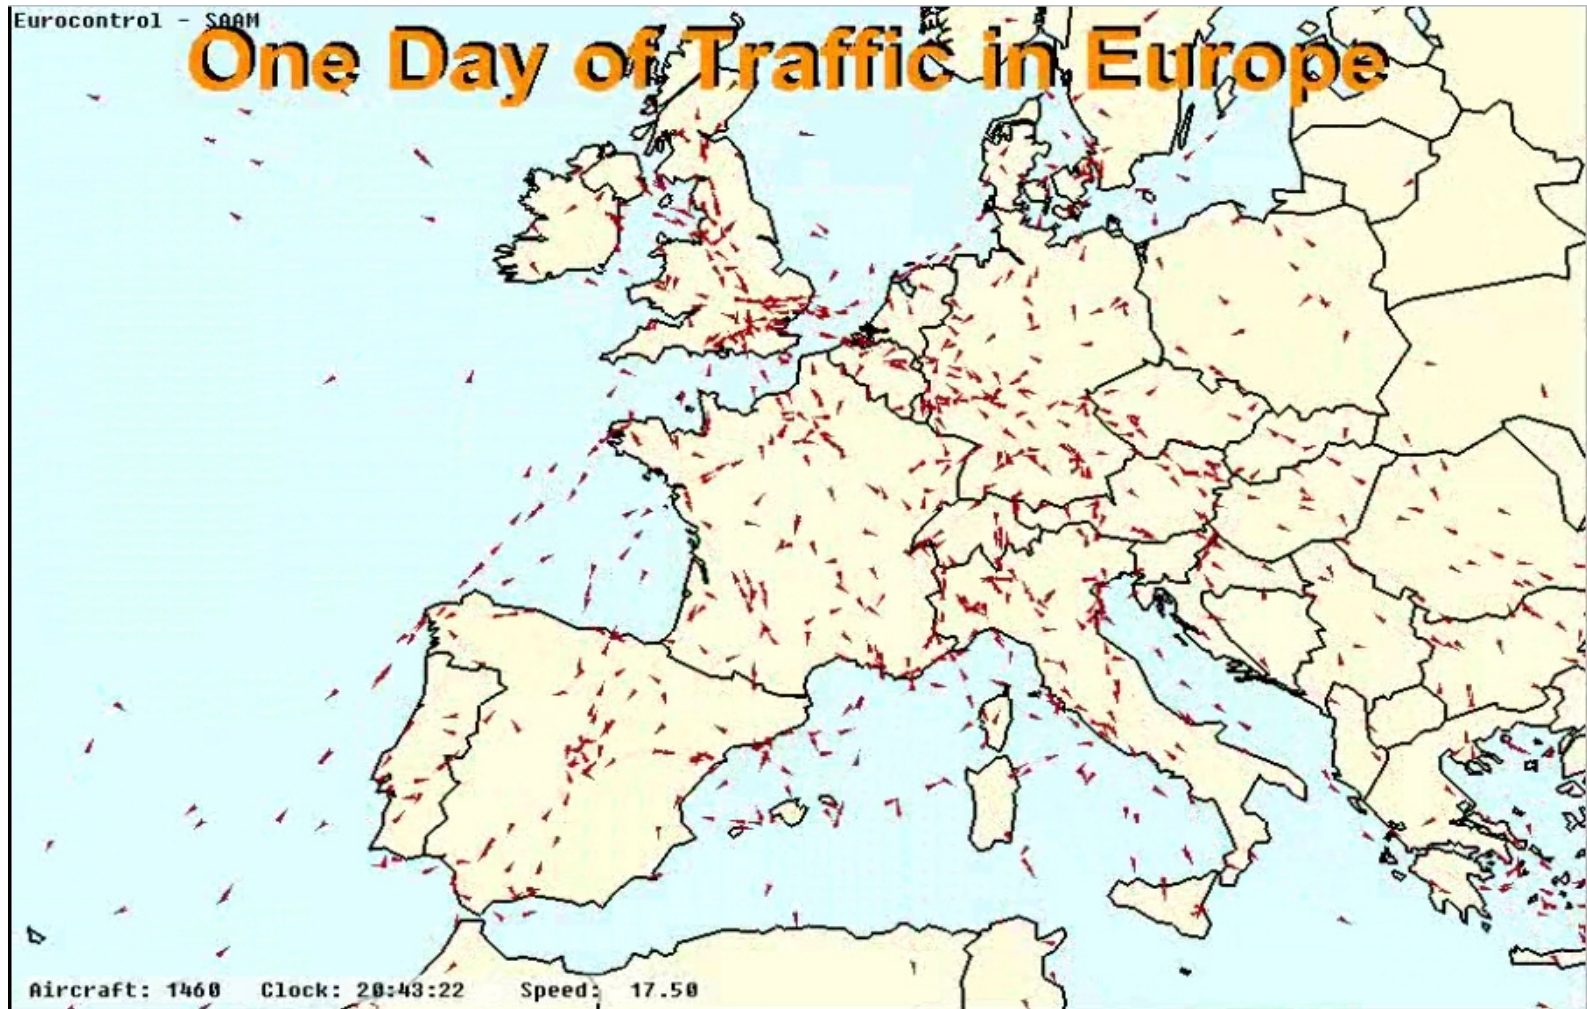 Eurocontrol - SAAM
One Day of Traffic in Europe
Aircraft: 1460 Clock: 20:43:22 Speed: 17.50